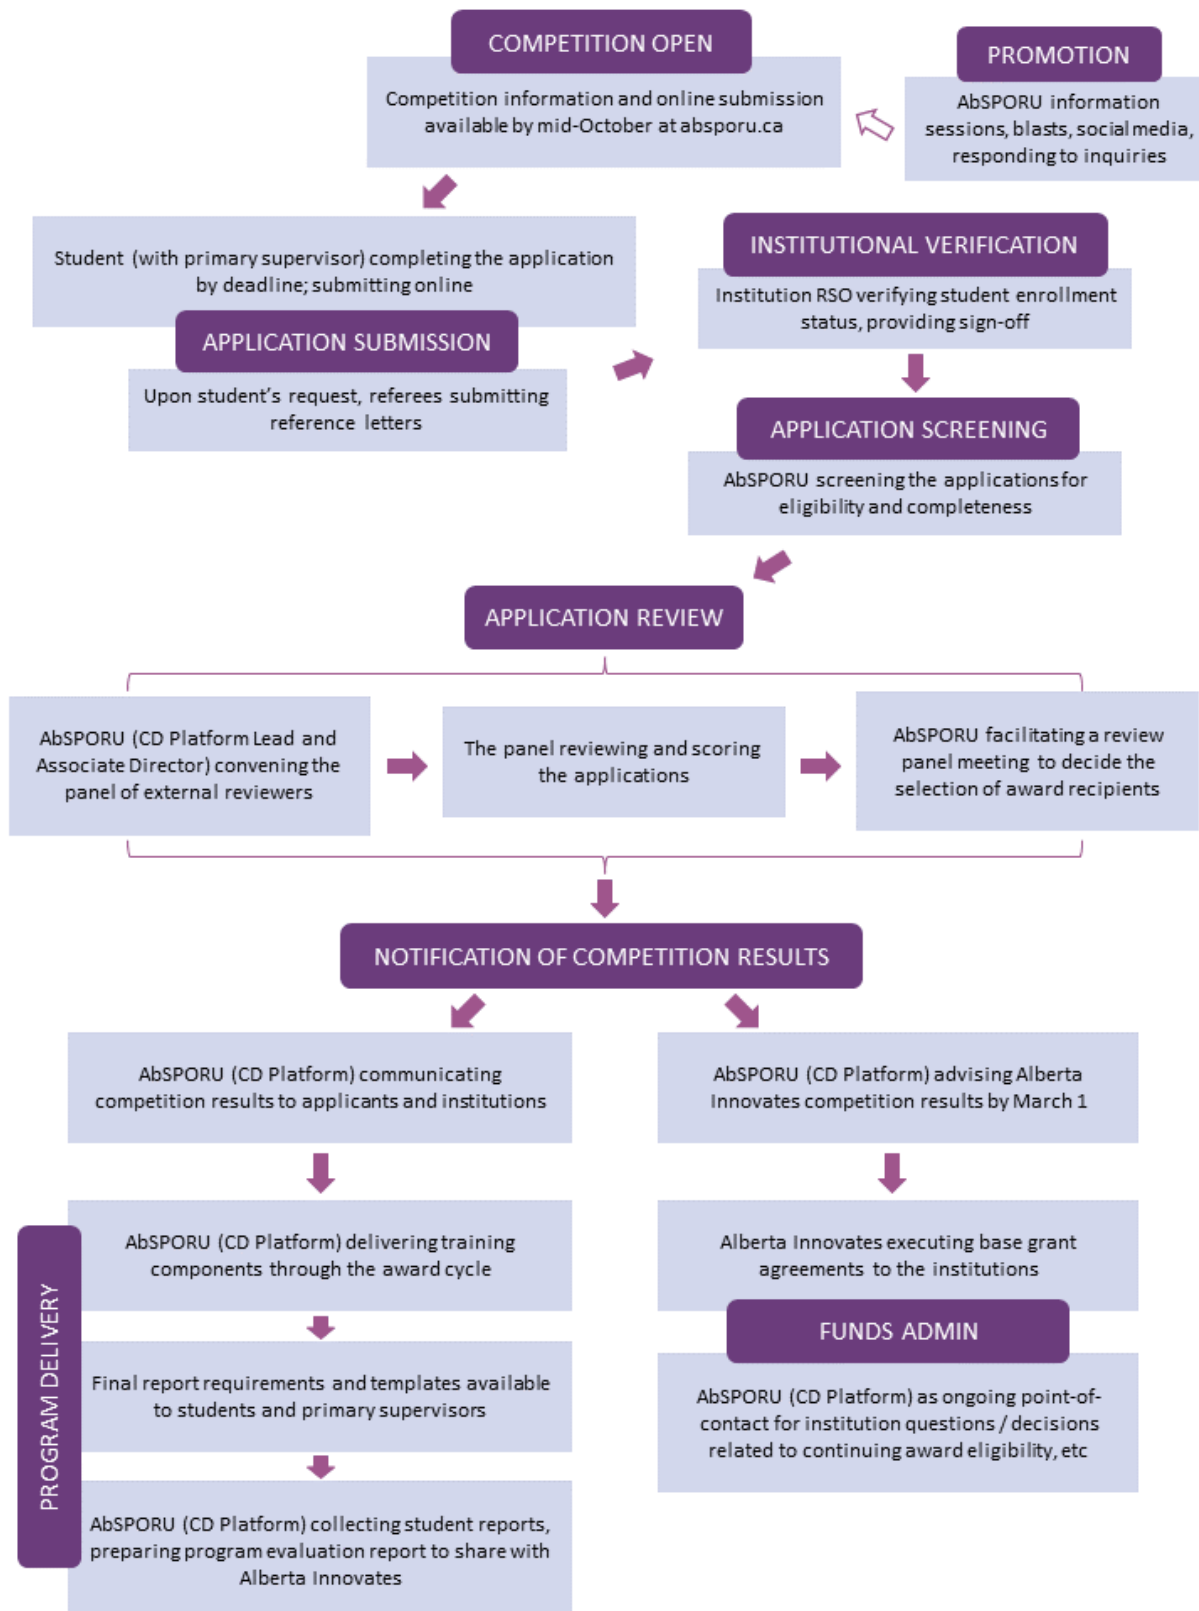 COMPETITION OPEN
Competition information and online submission
available by mid-October at absporu.ca
PROMOTION
AbSPORU information
sessions, blasts, social media,
responding to inquiries
Student (with primary supervisor) completing the application
by deadline; submitting online
APPLICATION SUBMISSION
Upon student's request, referees submitting
reference letters
INSTITUTIONAL VERIFICATION
Institution RSO verifying student enrollment
status, providing sign-off
APPLICATION SCREENING
AbSPORU screening the applications for
eligibility and completeness
APPLICATION REVIEW
AbSPORU (CD Platform Lead and
Associate Director) convening the
panel of external reviewers
The panel reviewing and scoring
the applications
AbSPORU facilitating a review
panel meeting to decide the
selection of award recipients
NOTIFICATION OF COMPETITION RESULTS
AbSPORU (CD Platform) communicating
competition results to applicants and institutions
PROGRAM DELIVERY
AbSPORU (CD Platform) delivering training
components through the award cycle
Final report requirements and templates available
to students and primary supervisors
AbSPORU (CD Platform) collecting student reports,
preparing program evaluation report to share with
Alberta Innovates
AbSPORU (CD Platform) advising Alberta
Innovates competition results by March 1
Alberta Innovates executing base grant
agreements to the institutions
FUNDS ADMIN
AbSPORU (CD Platform) as ongoing point-of-
contact for institution questions / decisions
related to continuing award eligibility, etc